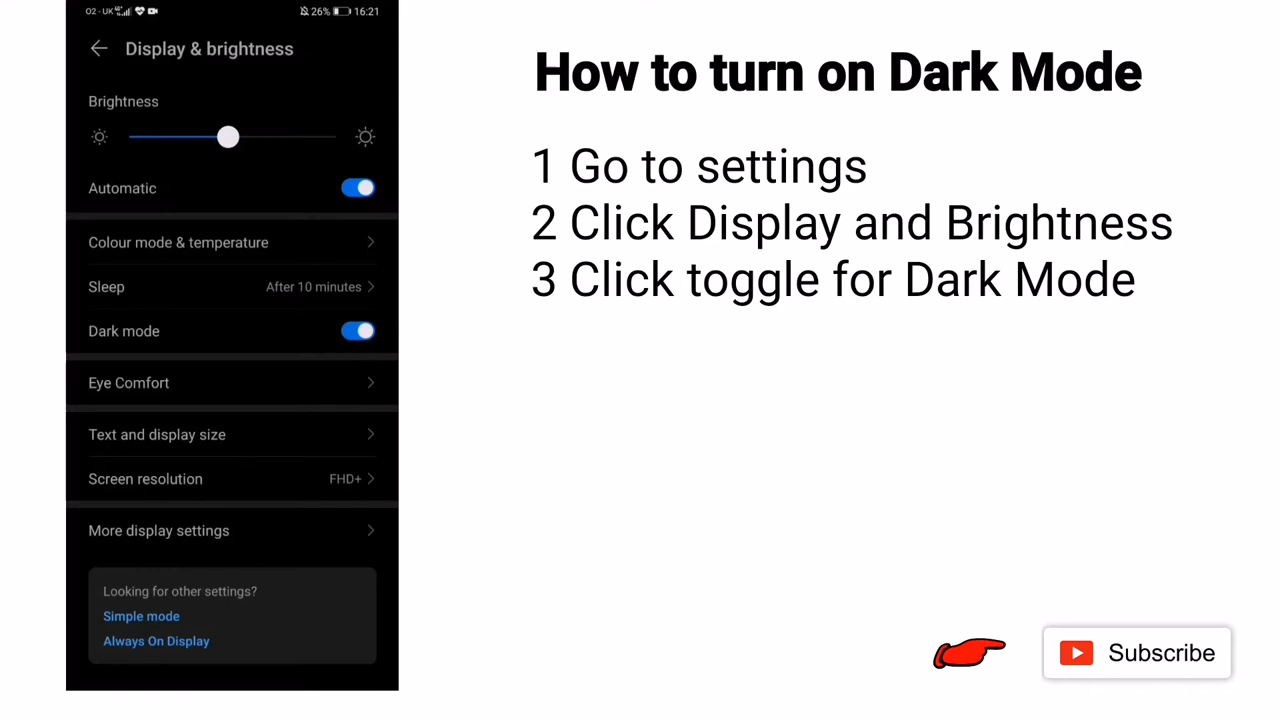 O2 - UK
26%
16:21
Display & brightness
Brightness
Automatic
Colour mode & temperature
Sleep
After 10 minutes
Dark mode
Eye Comfort
Text and display size
Screen resolution
FHD+
More display settings
Looking for other settings?
Simple mode
Always On Display
How to turn on Dark Mode
1 Go to settings
2 Click Display and Brightness
3 Click toggle for Dark Mode
Subscribe